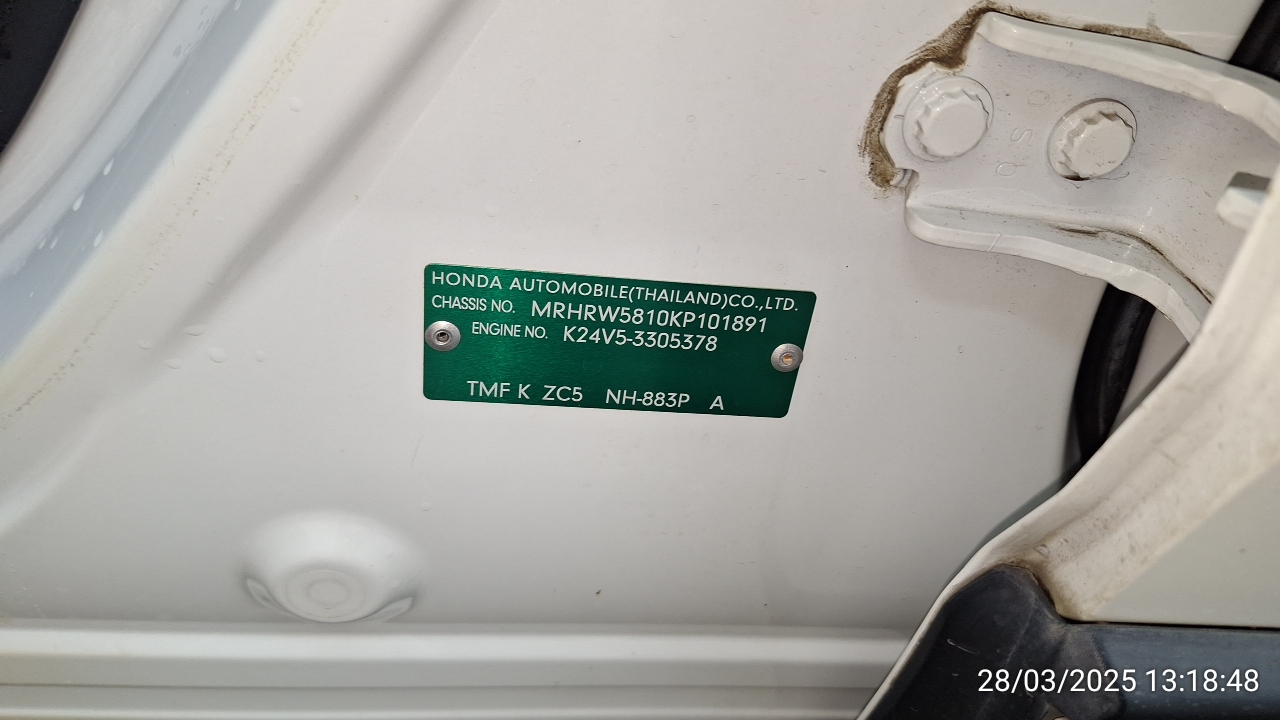 HONDA AUTOMOBILE(THAILAND)CO.,LTD.
CHASSIS NO. MRHRW5810KP101891
ENGINE NO. K24V5-3305378
TMF K ZC5 NH-883P A
28/03/2025 13:18:48